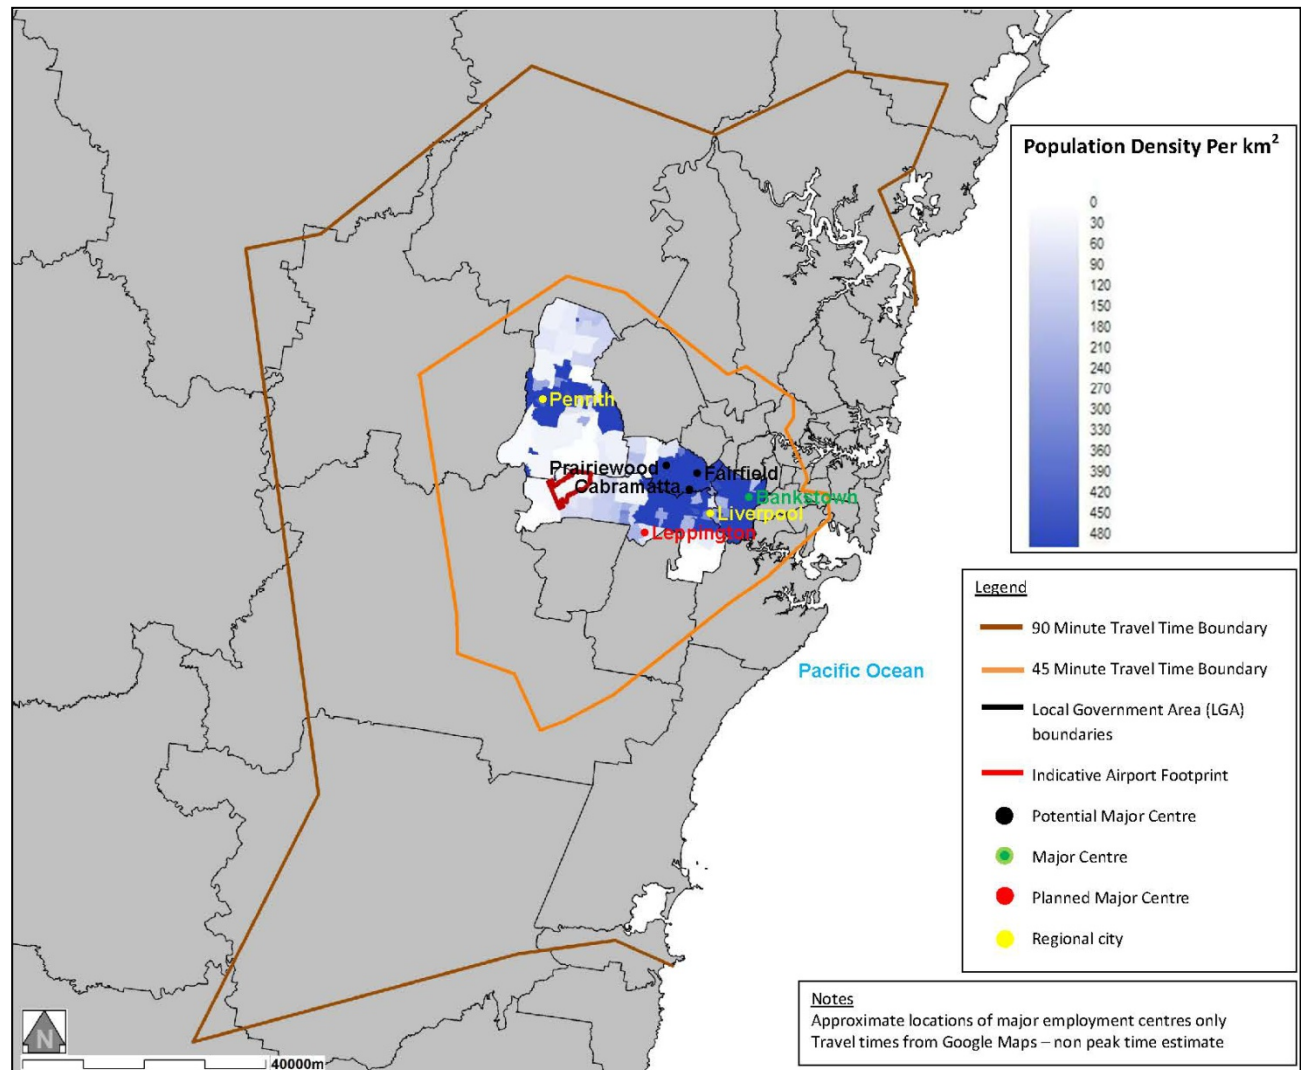 Population Density Per km²
0
30
60
90
120
150
180
210
240
270
300
330
360
390
420
450
480
Penrith
Prairiewood
Fairfield
Cabramatta
Bankstown
Liverpool
Leppington
Pacific Ocean
Legend
90 Minute Travel Time Boundary
45 Minute Travel Time Boundary
Local Government Area (LGA)
boundaries
Indicative Airport Footprint
Potential Major Centre
Major Centre
Planned Major Centre
Regional city
Notes
Approximate locations of major employment centres only
Travel times from Google Maps – non peak time estimate
N
40000m